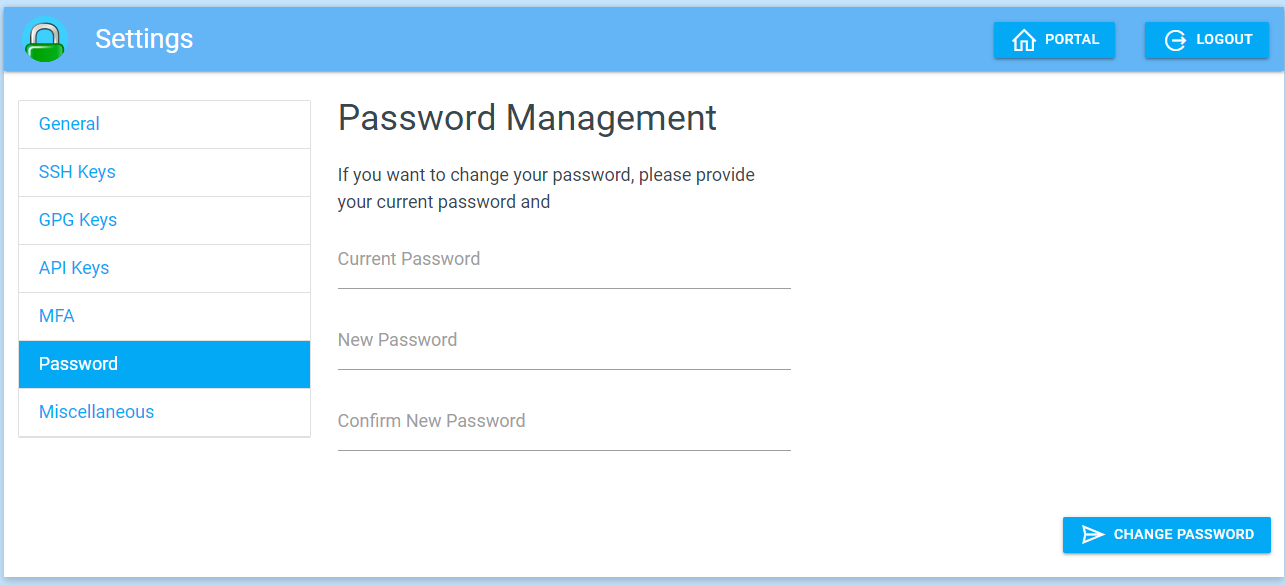 Settings
PORTAL
LOGOUT
General
SSH Keys
GPG Keys
API Keys
MFA
Password
Miscellaneous
Password Management
If you want to change your password, please provide
your current password and
Current Password
New Password
Confirm New Password
CHANGE PASSWORD